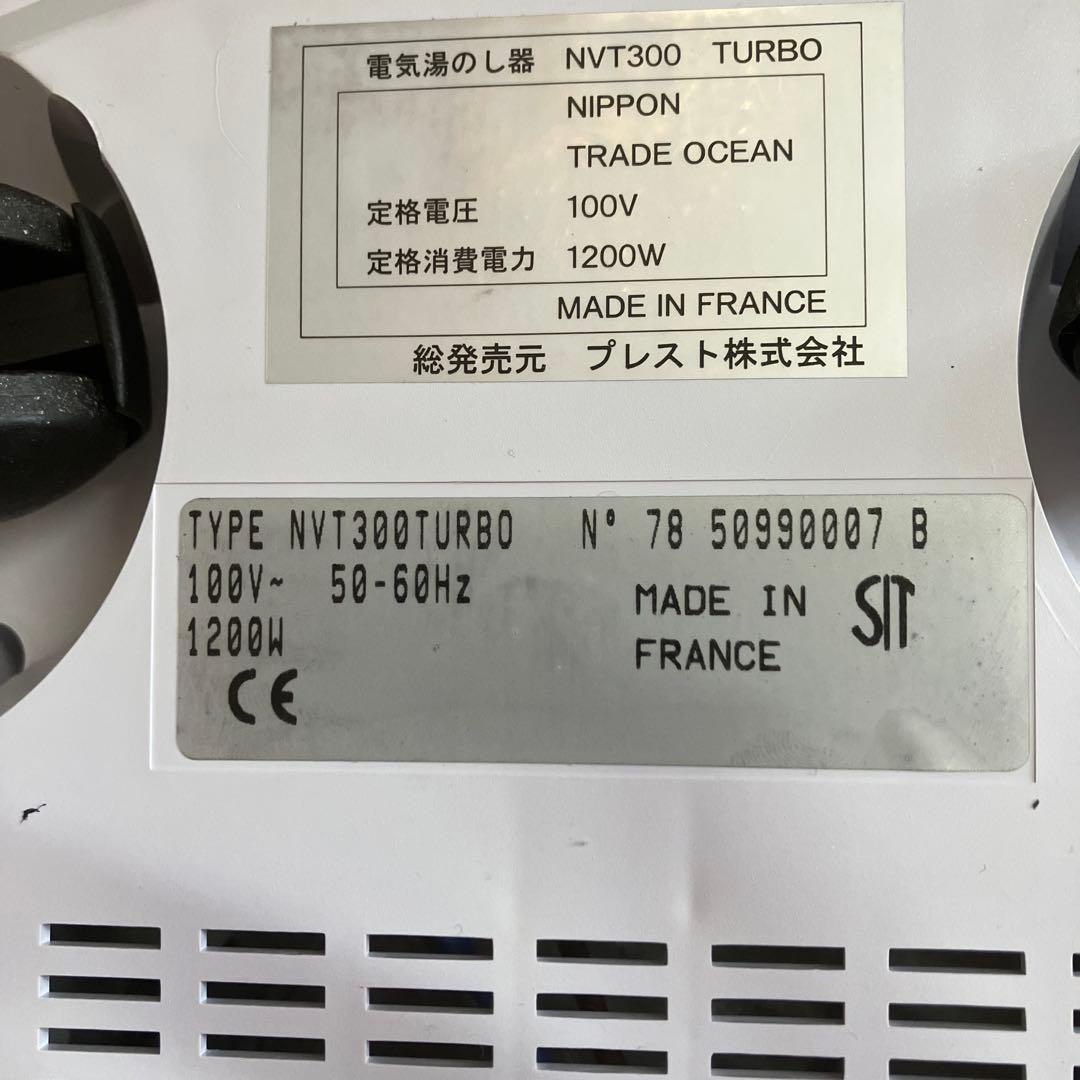 電気湯のし器 NVT300 TURBO
NIPPON
TRADE OCEAN
定格電圧 100V
定格消費電力 1200W
MADE IN FRANCE
総発売元 プレスト株式会社
TYPE NVT300TURBO N° 78 50990007 B
100V~ 50-60Hz
1200W
MADE IN
FRANCE
SIT
CE